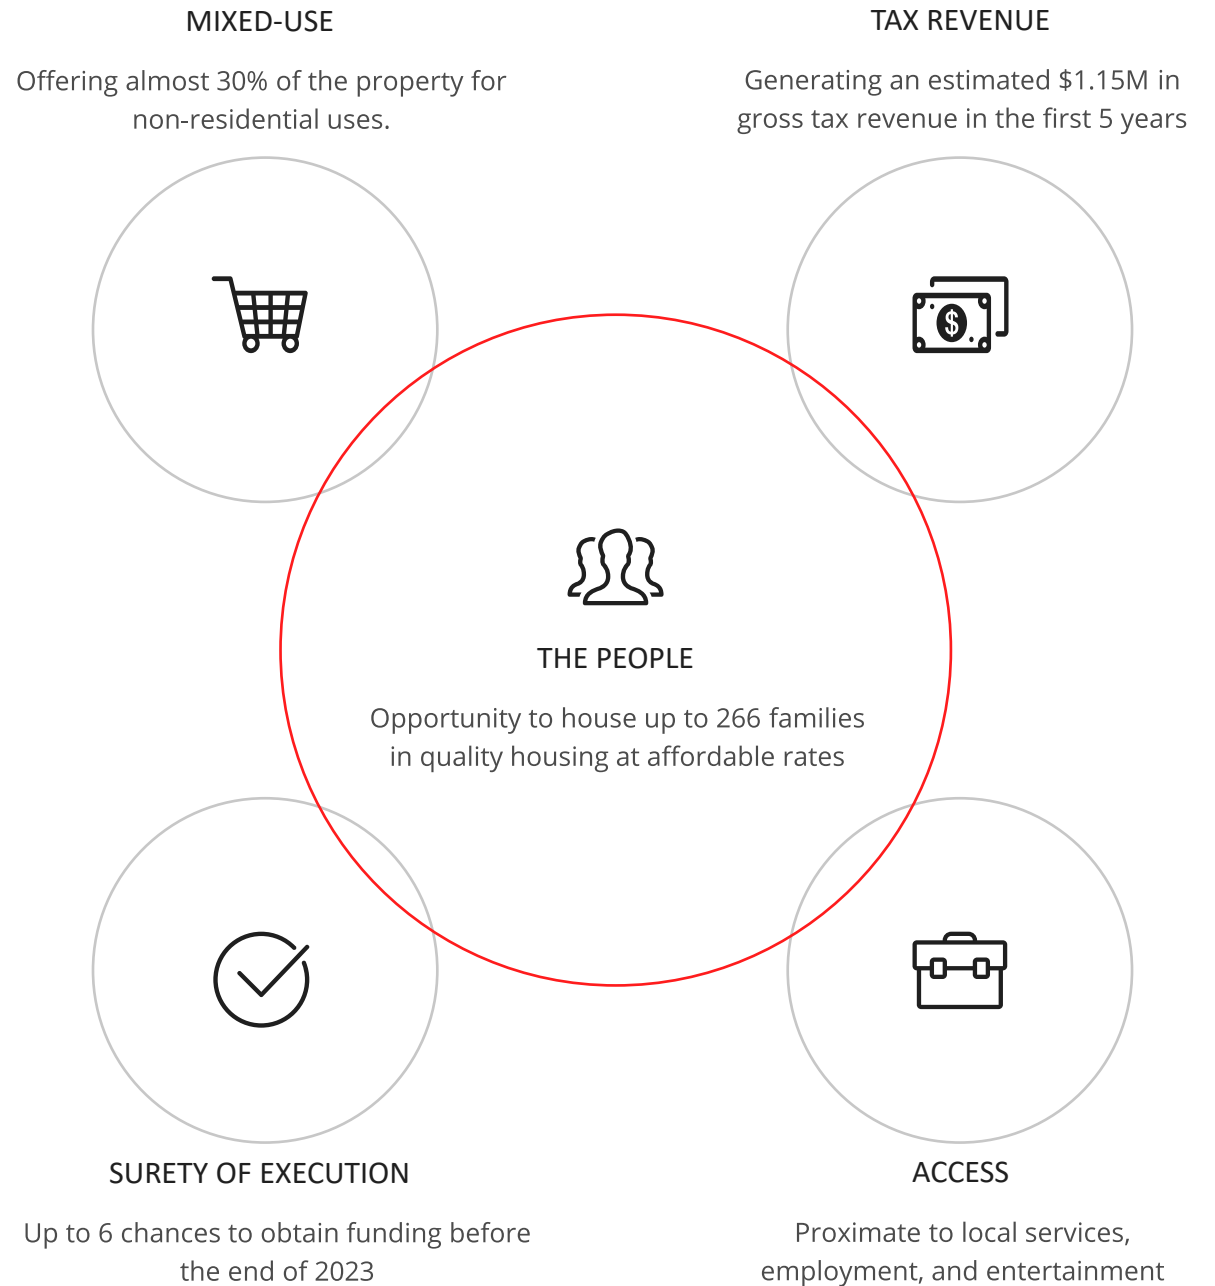 MIXED-USE
Offering almost 30% of the property for
non-residential uses.
TAX REVENUE
Generating an estimated $1.15M in
gross tax revenue in the first 5 years
$
THE PEOPLE
Opportunity to house up to 266 families
in quality housing at affordable rates
SURETY OF EXECUTION
Up to 6 chances to obtain funding before
the end of 2023
ACCESS
Proximate to local services,
employment, and entertainment